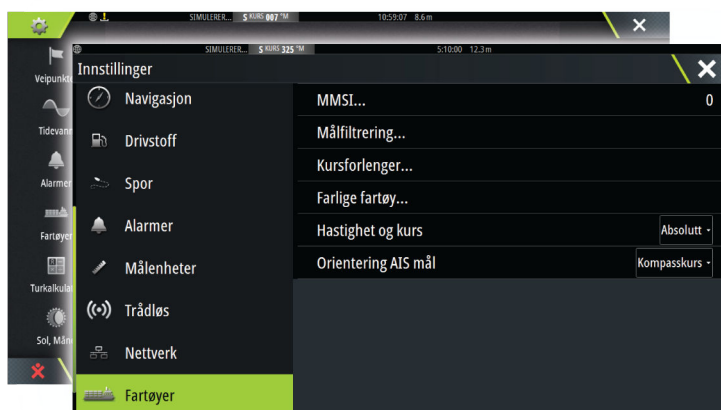 SIMULERER... S KURS 007 °M 10:59:07 8.6 m
Veipunkte
Tidevann
Alarmer
Fartøyer
Turkalkula
Sol, Måne
SIMULERER... S KURS 325 °M 5:10:00 12.3 m
Innstillinger
Navigasjon
Drivstoff
Spor
Alarmer
Målenheter
Trådløs
Nettverk
Fartøyer
MMSI... 0
Målfiltrering...
Kursforlenger...
Farlige fartøy...
Hastighet og kurs Absolutt
Orientering AIS mål Kompasskurs